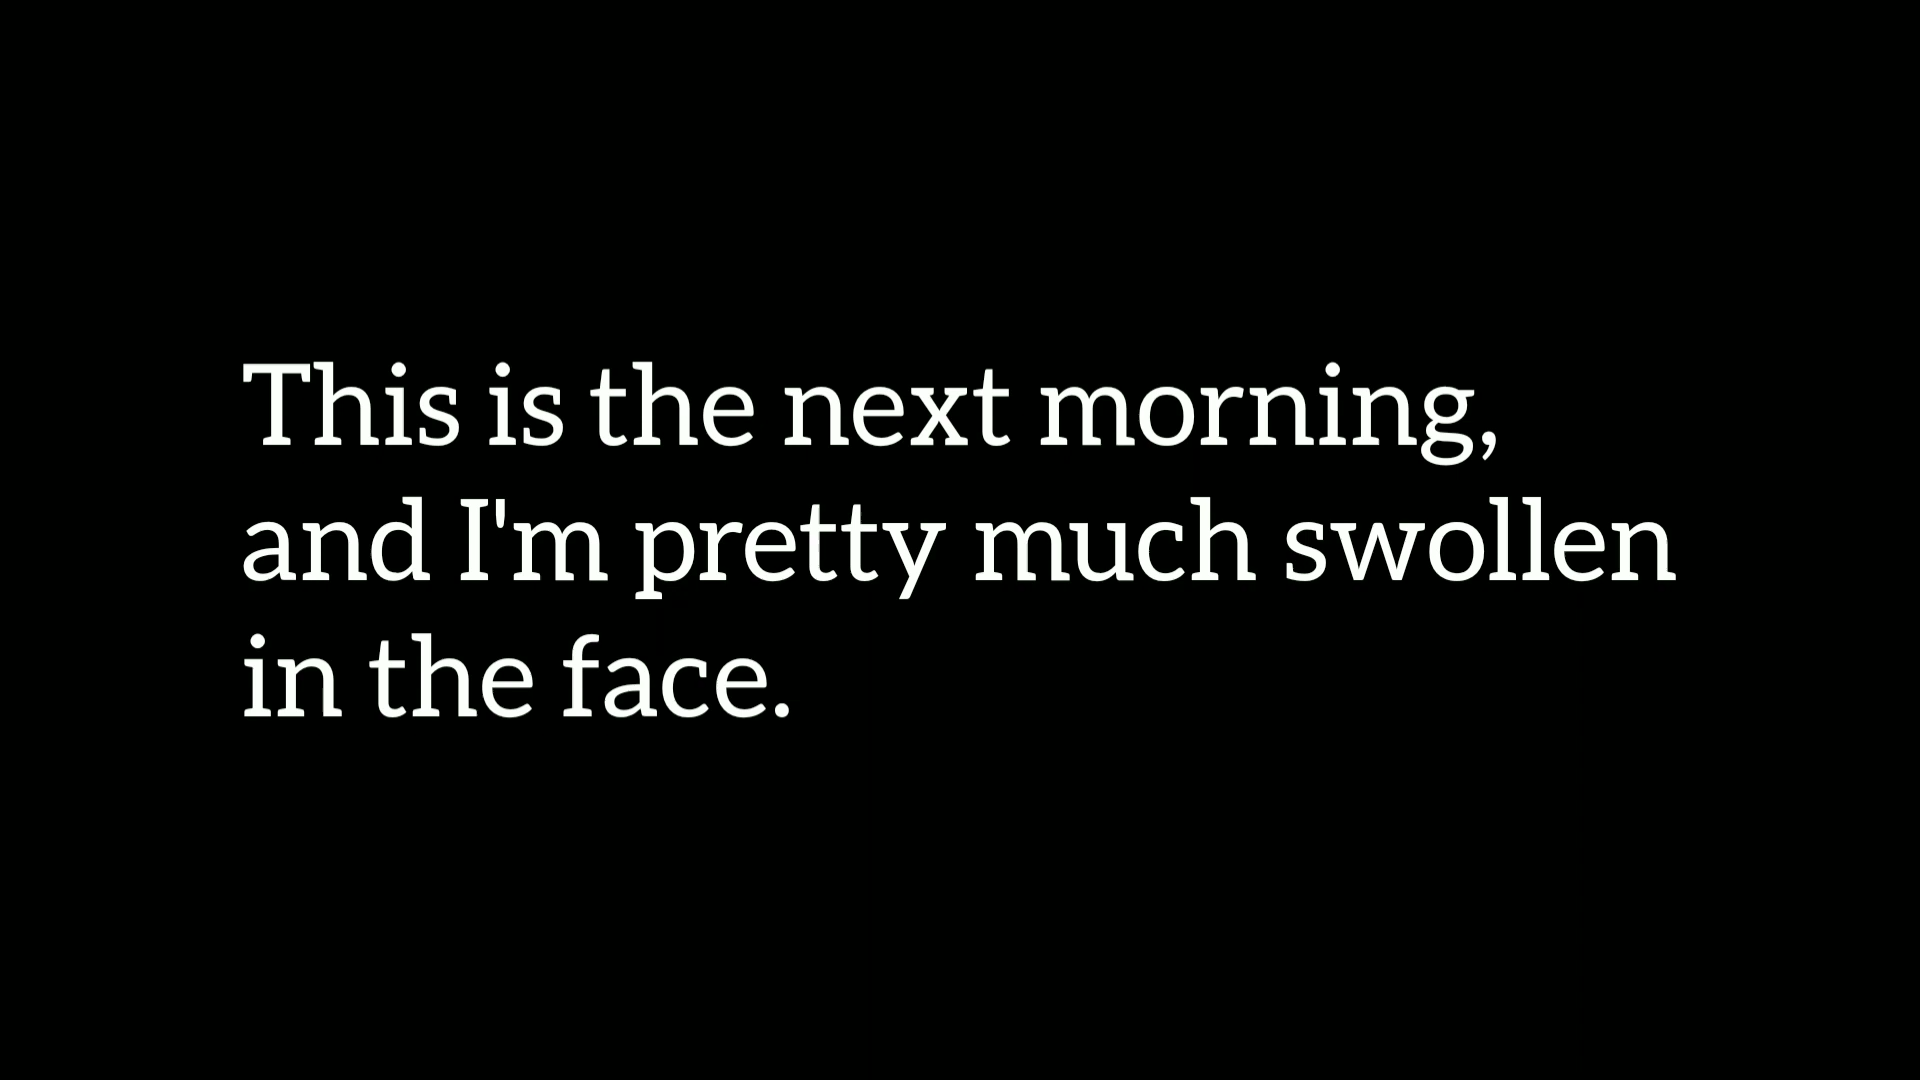 This is the next morning,
and I'm pretty much swollen
in the face.